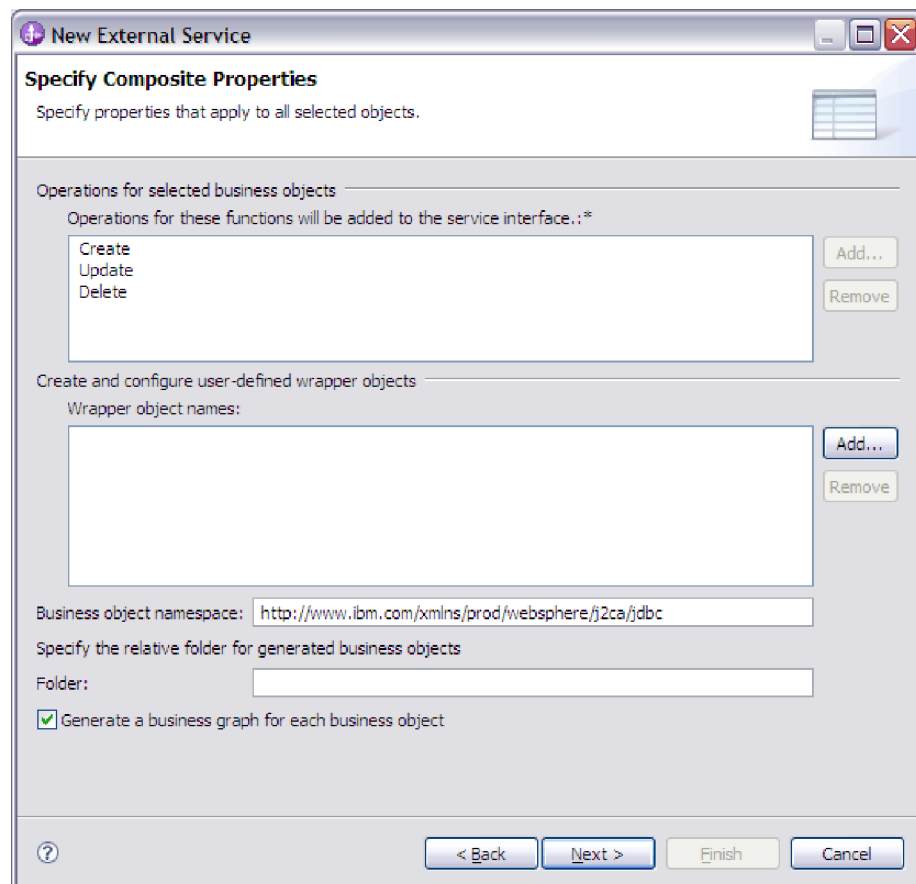 New External Service
Specify Composite Properties
Specify properties that apply to all selected objects.
Operations for selected business objects
Operations for these functions will be added to the service interface.:*
Create
Update
Delete
Add...
Remove
Create and configure user-defined wrapper objects
Wrapper object names:
Add...
Remove
Business object namespace: http://www.ibm.com/xmlns/prod/websphere/j2ca/jdbc
Specify the relative folder for generated business objects
Folder:
Generate a business graph for each business object
? < Back Next > Finish Cancel